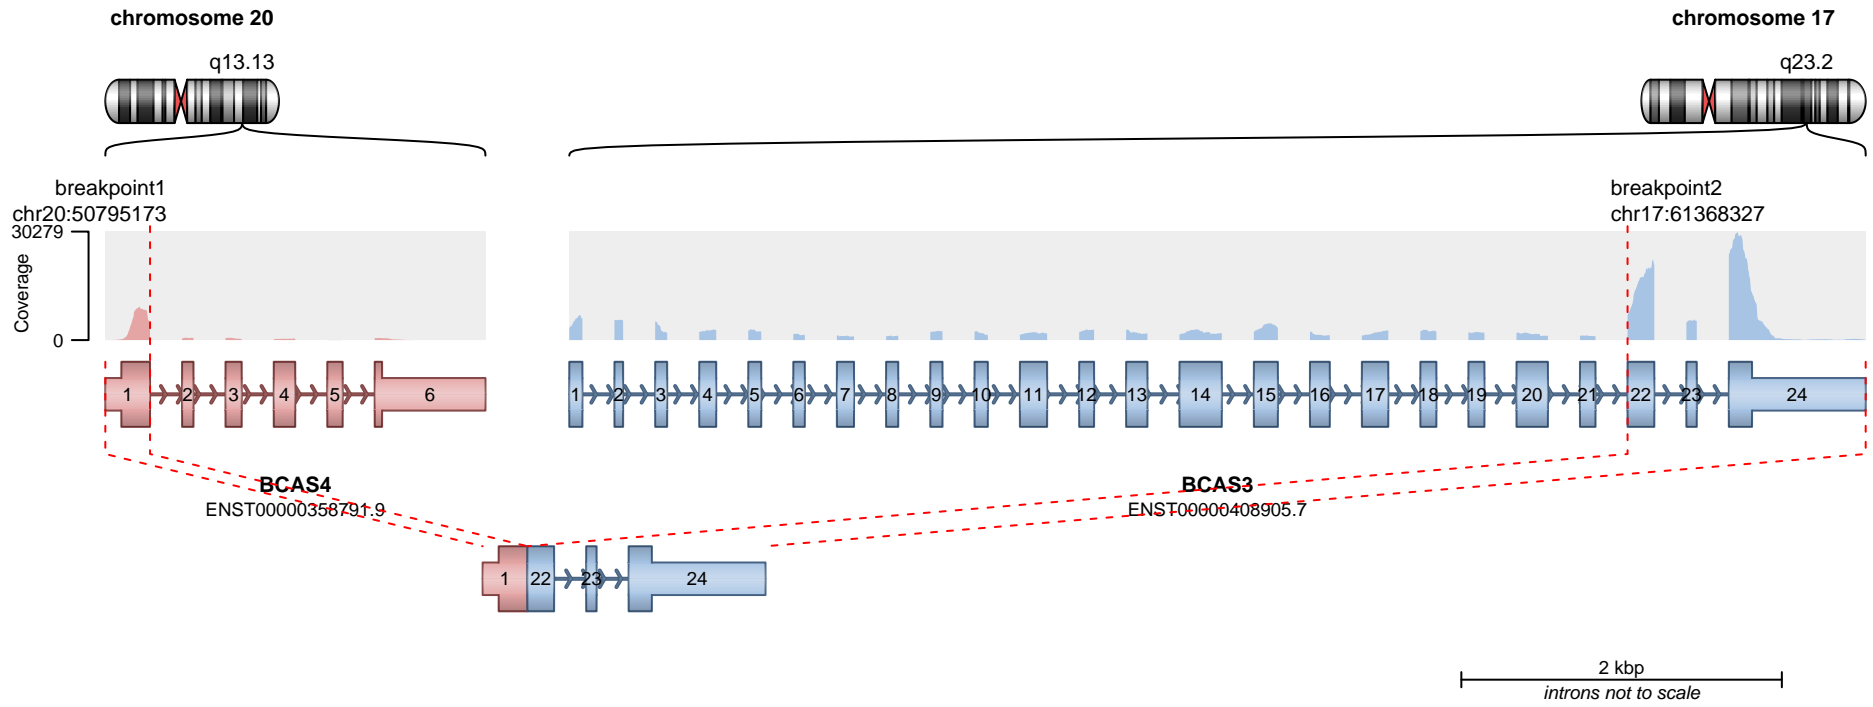 chromosome 20
chromosome 17
q13.13
q23.2
breakpoint1
chr20:50795173
breakpoint2
chr17:61368327
30279
Coverage
0
1 2 3 4 5 6
1 2 3 4 5 6 7 8 9 10 11 12 13 14 15 16 17 18 19 20 21 22 23 24
BCAS4
ENST00000358791.9
BCAS3
ENST00000408905.7
1 22 23 24
2 kbp
introns not to scale